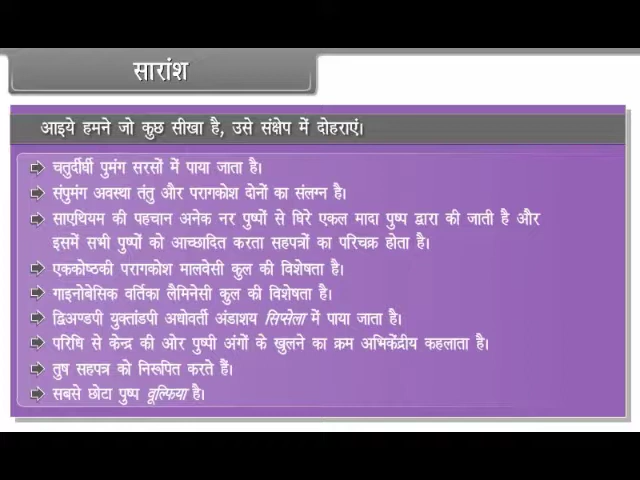 सारांश
आइये हमने जो कुछ सीखा है, उसे संक्षेप में दोहराएं।
चतुर्दीर्घी पुमंग सरसों में पाया जाता है।
संपुमंग अवस्था तंतु और परागकोश दोनों का संलग्न है।
साएथियम की पहचान अनेक नर पुष्पों से घिरे एकल मादा पुष्प द्वारा की जाती है और
इसमें सभी पुष्पों को आच्छादित करता सहपत्रों का परिचक्र होता है।
एककोष्ठकी परागकोश मालवेसी कुल की विशेषता है।
गाइनोबेसिक वर्तिका लैमिनेसी कुल की विशेषता है।
द्विअण्डपी युक्तांडपी अधोवर्ती अंडाशय सिप्सेला में पाया जाता है।
परिधि से केन्द्र की ओर पुष्पी अंगों के खुलने का क्रम अभिकेंद्रीय कहलाता है।
तुष सहपत्र को निरूपित करते हैं।
सबसे छोटा पुष्प वूल्फिया है।